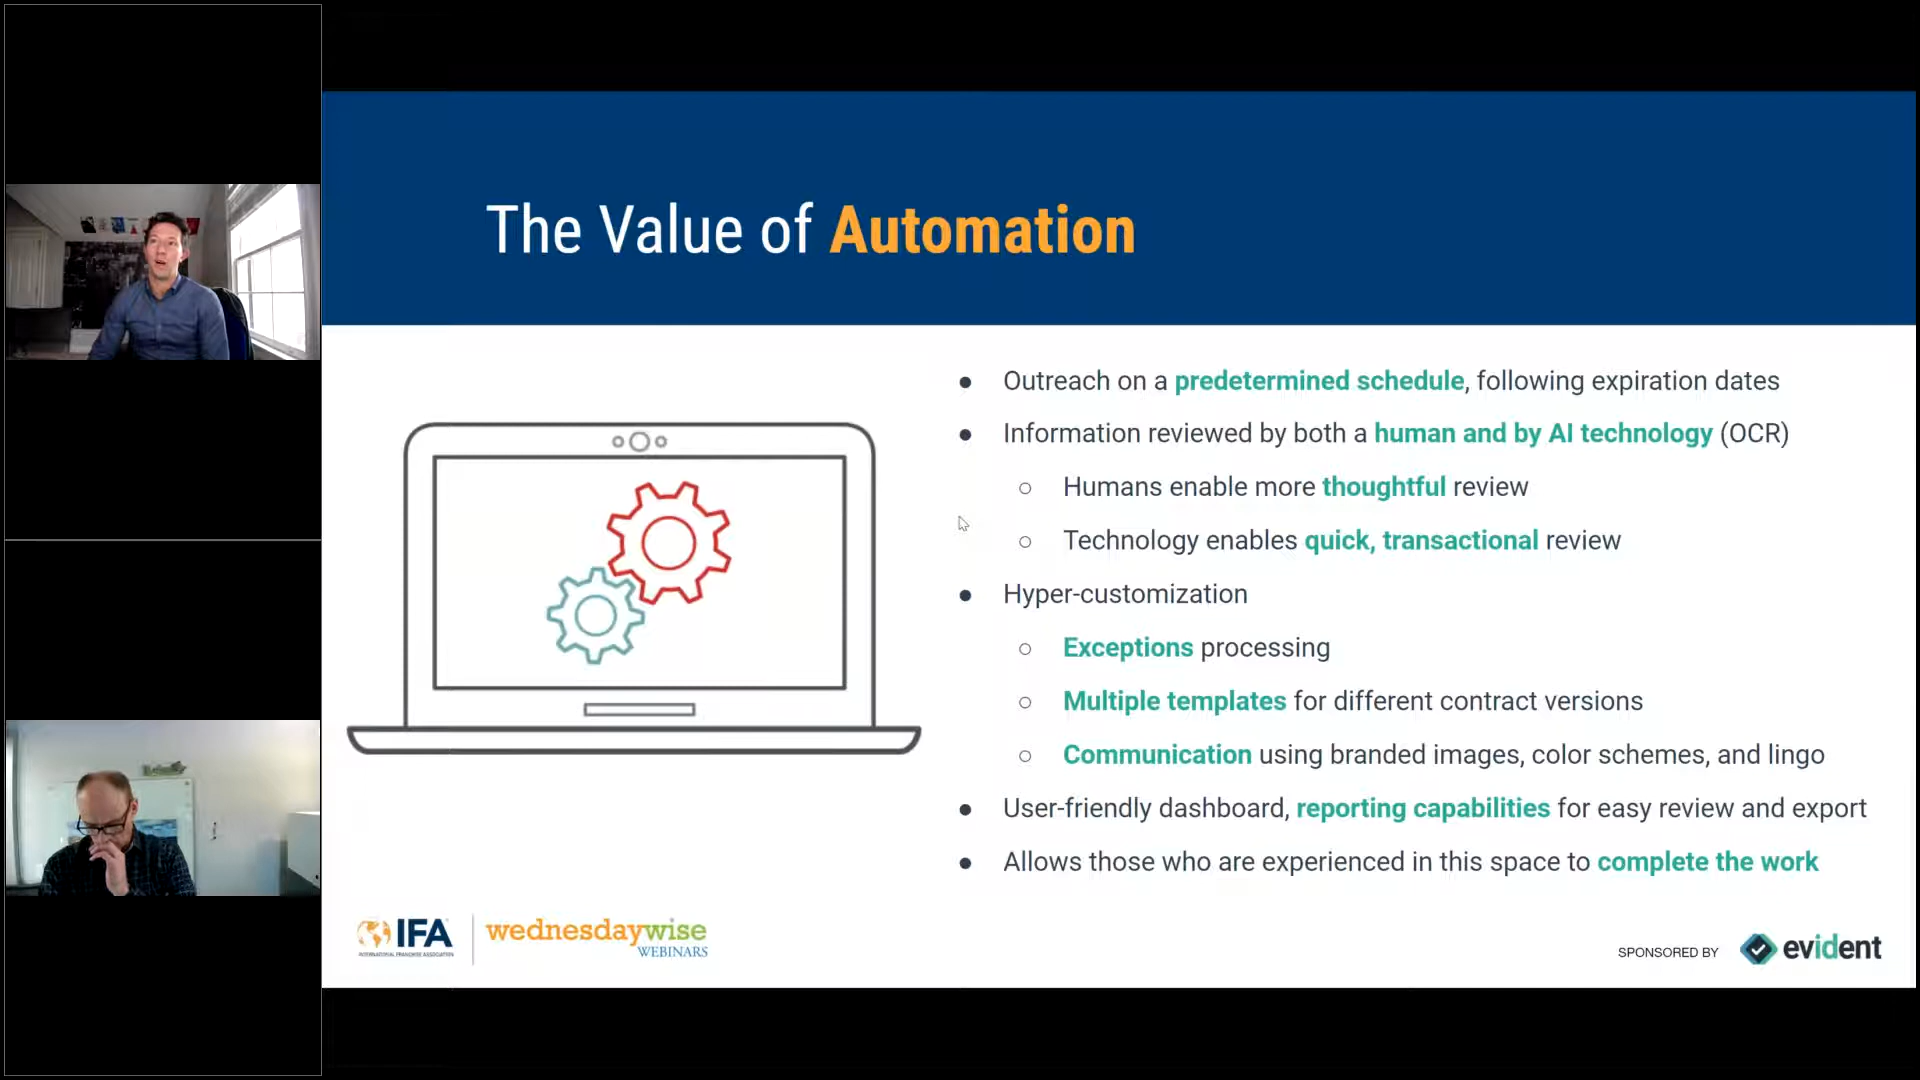 The Value of Automation
● Outreach on a predetermined schedule, following expiration dates
● Information reviewed by both a human and by AI technology (OCR)
○ Humans enable more thoughtful review
○ Technology enables quick, transactional review
● Hyper-customization
○ Exceptions processing
○ Multiple templates for different contract versions
○ Communication using branded images, color schemes, and lingo
● User-friendly dashboard, reporting capabilities for easy review and export
● Allows those who are experienced in this space to complete the work
IFA
INTERNATIONAL FRANCHISE ASSOCIATION
wednesdaywise
WEBINARS
SPONSORED BY
evident